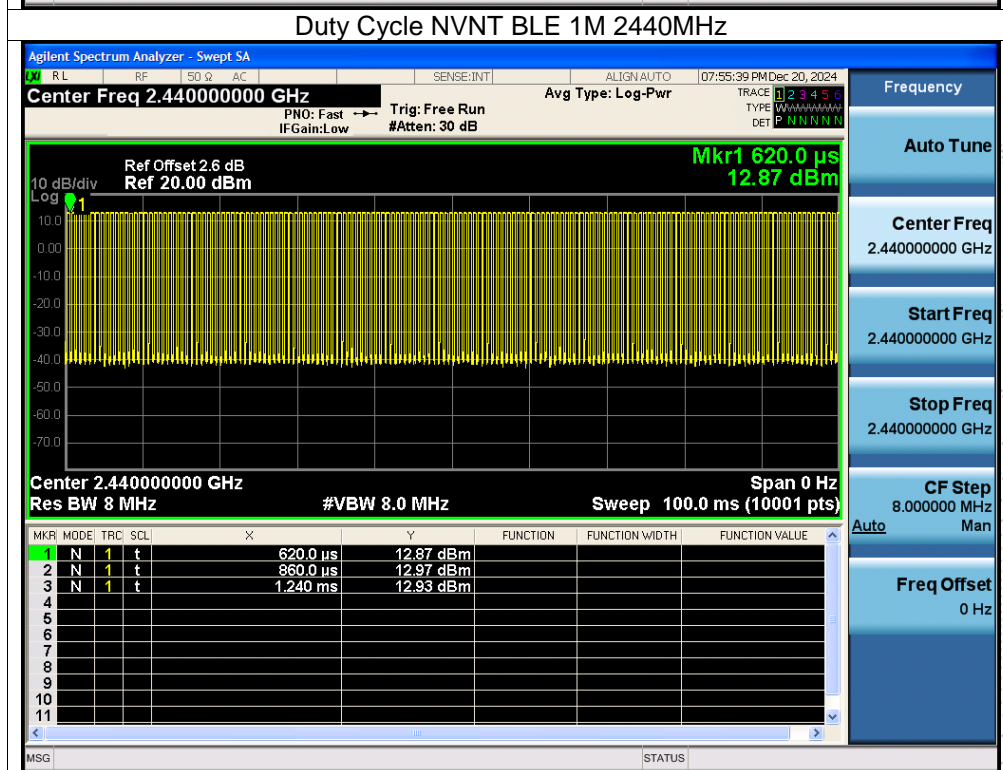 Duty Cycle NVNT BLE 1M 2440MHz
Agilent Spectrum Analyzer - Swept SA
LXI RL RF 50 Ω AC SENSE:INT ALIGN AUTO 07:55:39 PM Dec 20, 2024
Center Freq 2.440000000 GHz
PNO: Fast
IFGain:Low
Trig: Free Run
#Atten: 30 dB
Avg Type: Log-Pwr
TRACE 1 2 3 4 5 6
TYPE W
DET P N N N N N
Mkr1 620.0 µs
12.87 dBm
Ref Offset 2.6 dB
Ref 20.00 dBm
10 dB/div
Log
1
10.0
0.00
-10.0
-20.0
-30.0
-40.0
-50.0
-60.0
-70.0
Center 2.440000000 GHz Span 0 Hz
Res BW 8 MHz #VBW 8.0 MHz Sweep 100.0 ms (10001 pts)
MKR MODE TRC SCL X Y FUNCTION FUNCTION WIDTH FUNCTION VALUE
1 N 1 t 620.0 µs 12.87 dBm
2 N 1 t 860.0 µs 12.97 dBm
3 N 1 t 1.240 ms 12.93 dBm
4
5
6
7
8
9
10
11
MSG STATUS
Frequency
Auto Tune
Center Freq
2.440000000 GHz
Start Freq
2.440000000 GHz
Stop Freq
2.440000000 GHz
CF Step
8.000000 MHz
Auto Man
Freq Offset
0 Hz